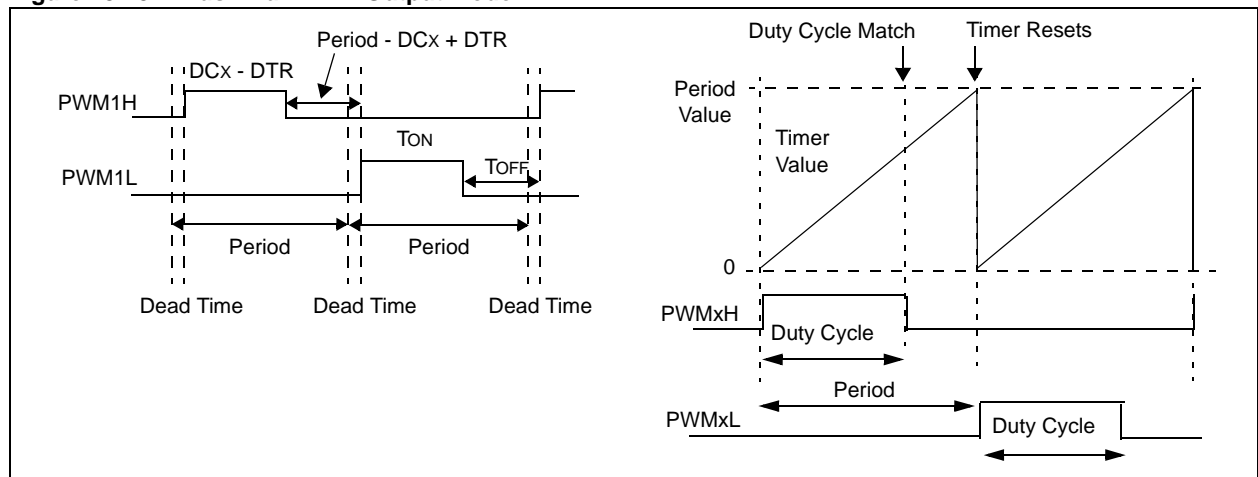 Period - DCX + DTR
DCX - DTR
PWM1H
TON
TOFF
PWM1L
Period
Period
Dead Time
Dead Time
Dead Time
Duty Cycle Match
Timer Resets
Period
Value
Timer
Value
0
PWMxH
Duty Cycle
Period
PWMxL
Duty Cycle